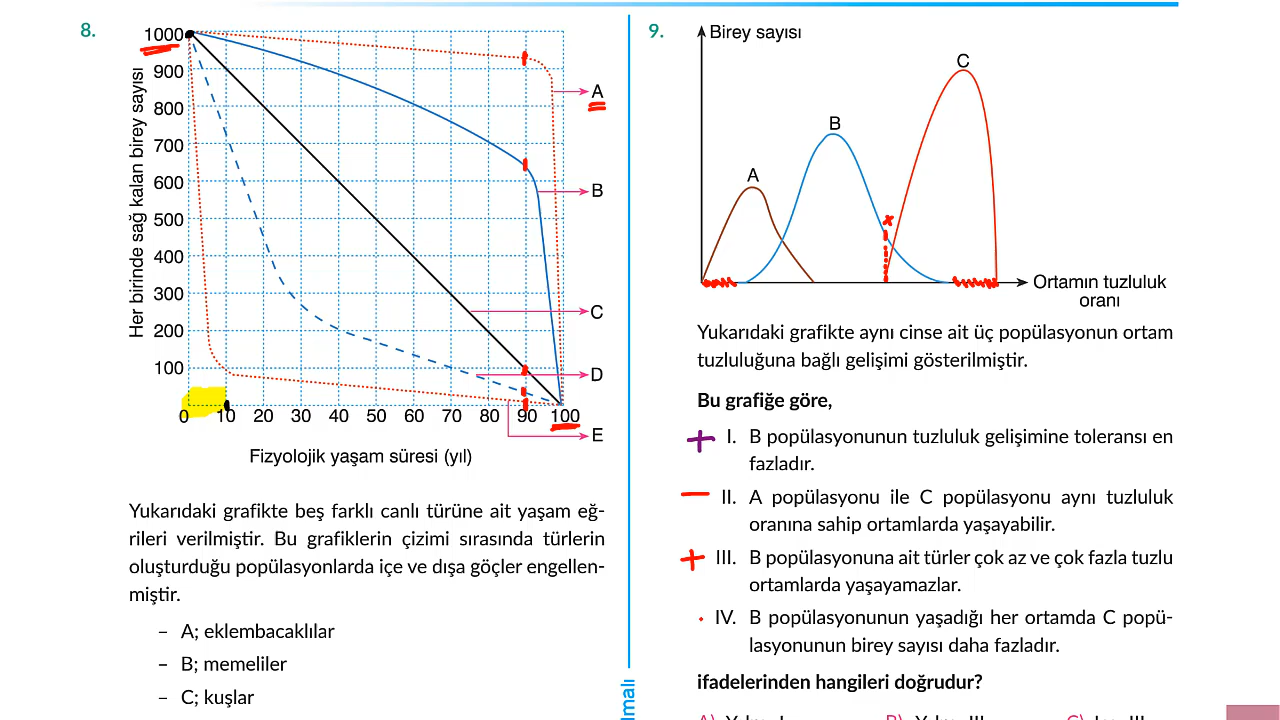 8.
Her birinde sağ kalan birey sayısı
1000
900
800
700
600
500
400
300
200
100
0 10 20 30 40 50 60 70 80 90 100
A
B
C
D
E
Fizyolojik yaşam süresi (yıl)
Yukarıdaki grafikte beş farklı canlı türüne ait yaşam eğ-
rileri verilmiştir. Bu grafiklerin çizimi sırasında türlerin
oluşturduğu popülasyonlarda içe ve dışa göçler engellen-
miştir.
– A; eklembacaklılar
– B; memeliler
– C; kuşlar
9.
Birey sayısı
A
B
C
Ortamın tuzluluk
oranı
Yukarıdaki grafikte aynı cinse ait üç popülasyonun ortam
tuzluluğuna bağlı gelişimi gösterilmiştir.
Bu grafiğe göre,
I. B popülasyonunun tuzluluk gelişimine toleransı en
fazladır.
II. A popülasyonu ile C popülasyonu aynı tuzluluk
oranına sahip ortamlarda yaşayabilir.
III. B popülasyonuna ait türler çok az ve çok fazla tuzlu
ortamlarda yaşayamazlar.
IV. B popülasyonunun yaşadığı her ortamda C popü-
lasyonunun birey sayısı daha fazladır.
ifadelerinden hangileri doğrudur?